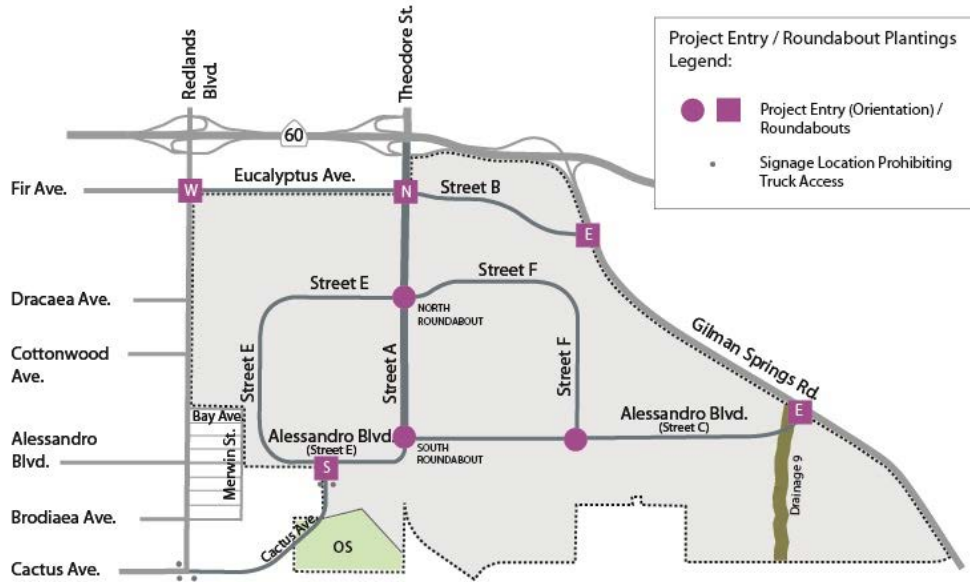 Redlands
Blvd.
Theodore St.
Project Entry / Roundabout Plantings
Legend:
Project Entry (Orientation) /
Roundabouts
Signage Location Prohibiting
Truck Access
60
Fir Ave.
W
Eucalyptus Ave.
N
Street B
E
Street E
Street F
Dracaea Ave.
NORTH
ROUNDABOUT
Cottonwood
Ave.
Street E
Street A
Street F
Gilman Springs Rd.
Bay Ave.
Merwin St.
Alessandro
Blvd.
Alessandro Blvd.
(Street E)
S
SOUTH
ROUNDABOUT
Alessandro Blvd.
(Street C)
E
Drainage 9
Brodiaea Ave.
Cactus Ave.
OS
Cactus Ave.